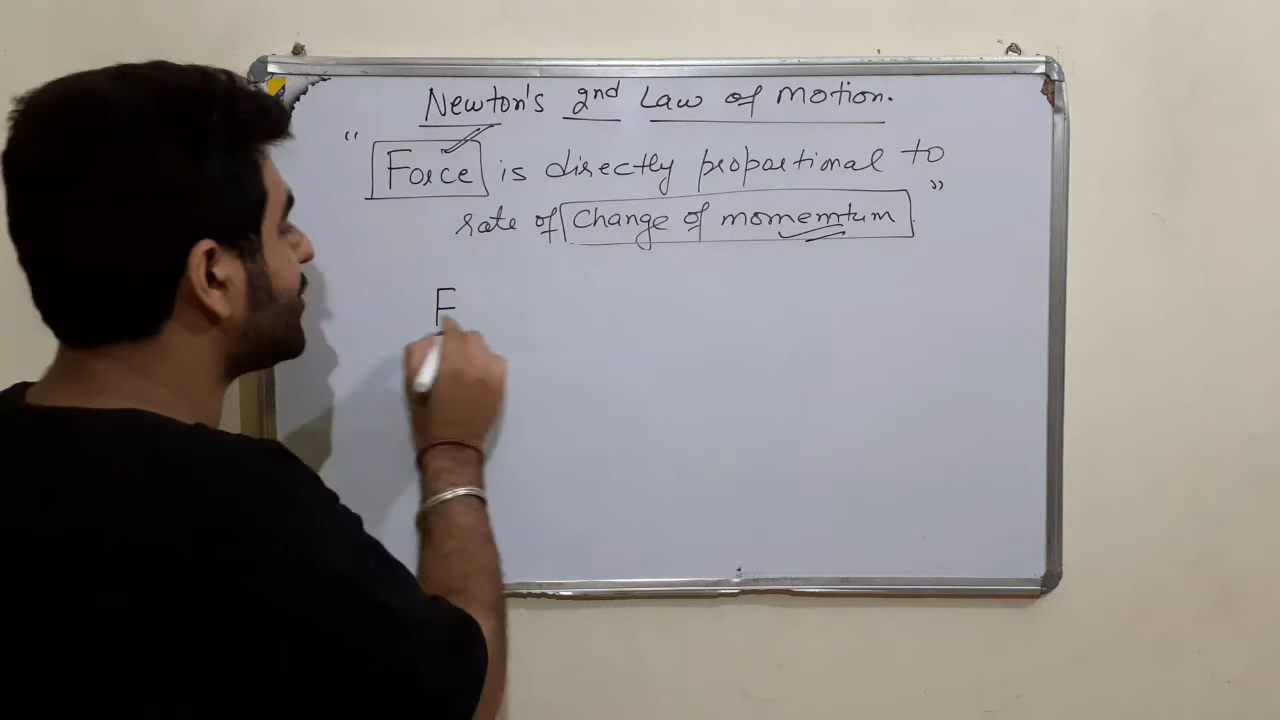 Newton's 2nd Law of motion.
"Force is directly proportional to
rate of change of momemtum."
F